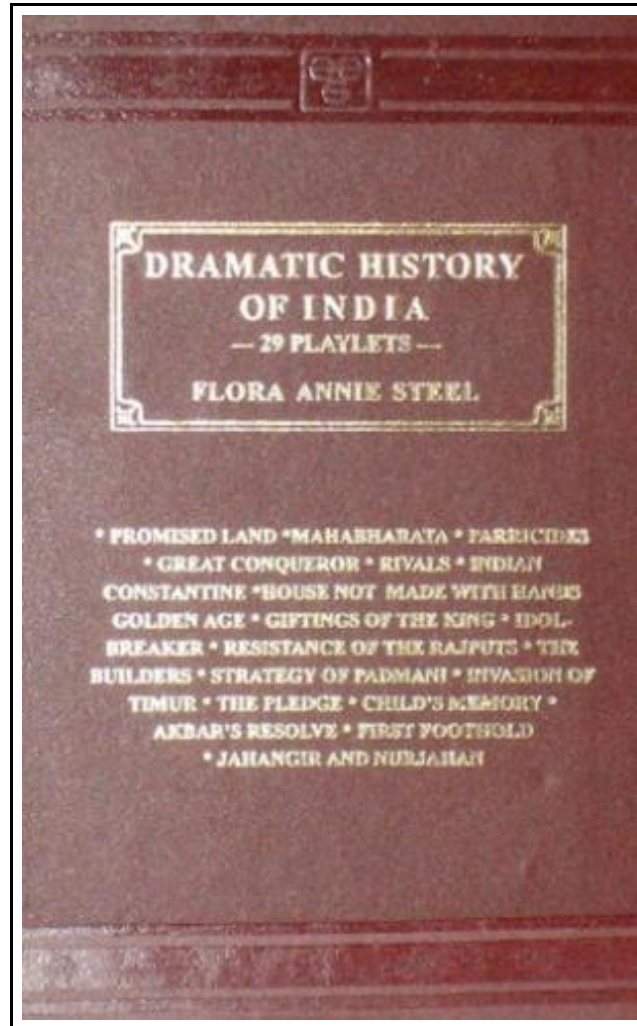 DRAMATIC HISTORY
OF INDIA
— 29 PLAYLETS —
FLORA ANNIE STEEL
* PROMISED LAND *MAHABHARATA * PARRICIDES
* GREAT CONQUEROR * RIVALS * INDIAN
CONSTANTINE *HOUSE NOT MADE WITH HANDS
GOLDEN AGE * GIFTINGS OF THE KING * IDOL-
BREAKER * RESISTANCE OF THE RAJPUTS * THE
BUILDERS * STRATEGY OF PADMANI * INVASION OF
TIMUR * THE PLEDGE * CHILD'S MEMORY *
AKBAR'S RESOLVE * FIRST FOOTHOLD
* JAHANGIR AND NURJAHAN